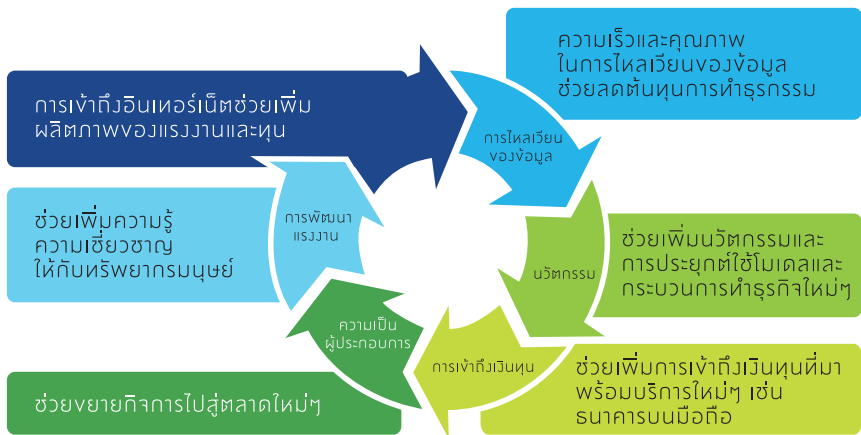 การเข้าถึงอินเทอร์เน็ตช่วยเพิ่ม
ผลิตภาพของแรงงานและทุน
ความเร็วและคุณภาพ
ในการไหลเวียนของข้อมูล
ช่วยลดต้นทุนการทำธุรกรรม
การไหลเวียน
ของข้อมูล
ช่วยเพิ่มนวัตกรรมและ
การประยุกต์ใช้โมเดลและ
กระบวนการทำธุรกิจใหม่ๆ
นวัตกรรม
ช่วยเพิ่มการเข้าถึงเงินทุนที่มา
พร้อมบริการใหม่ๆ เช่น
ธนาคารบนมือถือ
การเข้าถึงเงินทุน
ความเป็น
ผู้ประกอบการ
ช่วยขยายกิจการไปสู่ตลาดใหม่ๆ
การพัฒนา
แรงงาน
ช่วยเพิ่มความรู้
ความเชี่ยวชาญ
ให้กับทรัพยากรมนุษย์